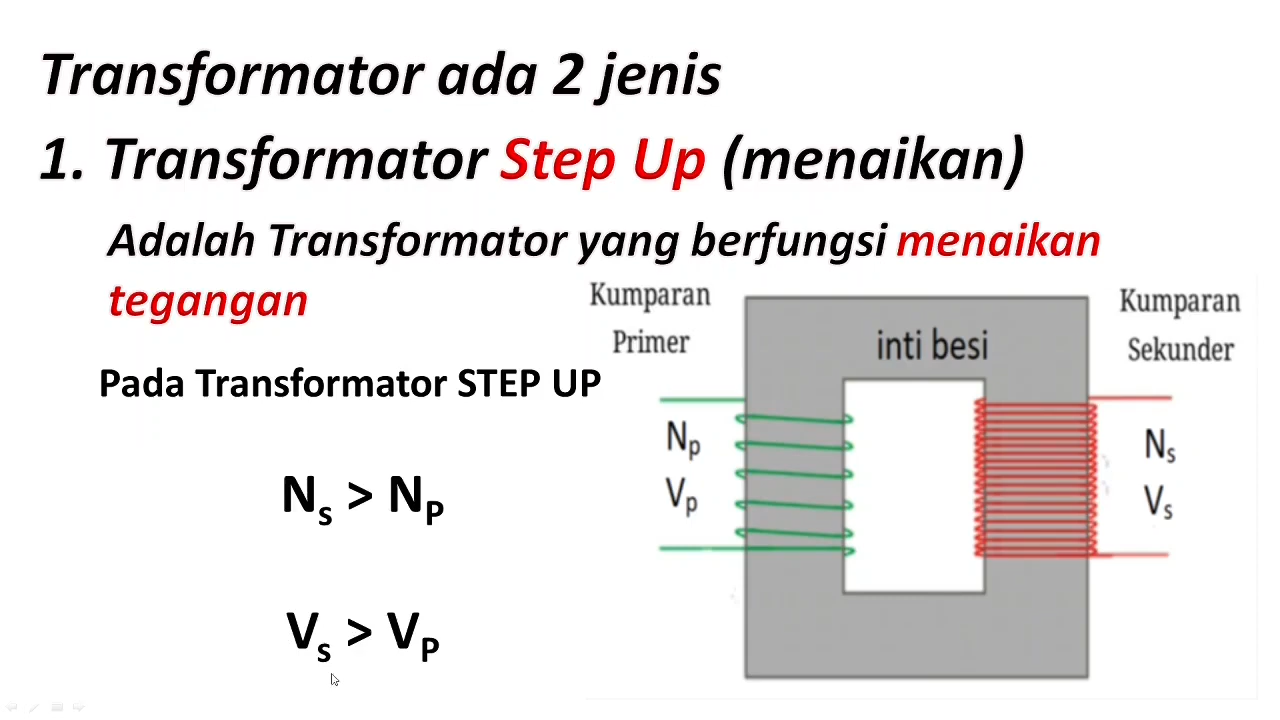 Transformator ada 2 jenis
1. Transformator Step Up (menaikan)
Adalah Transformator yang berfungsi menaikan
tegangan
Pada Transformator STEP UP
Ns > NP
Vs > VP
Kumparan
Primer
inti besi
Kumparan
Sekunder
Np
Vp
Ns
Vs